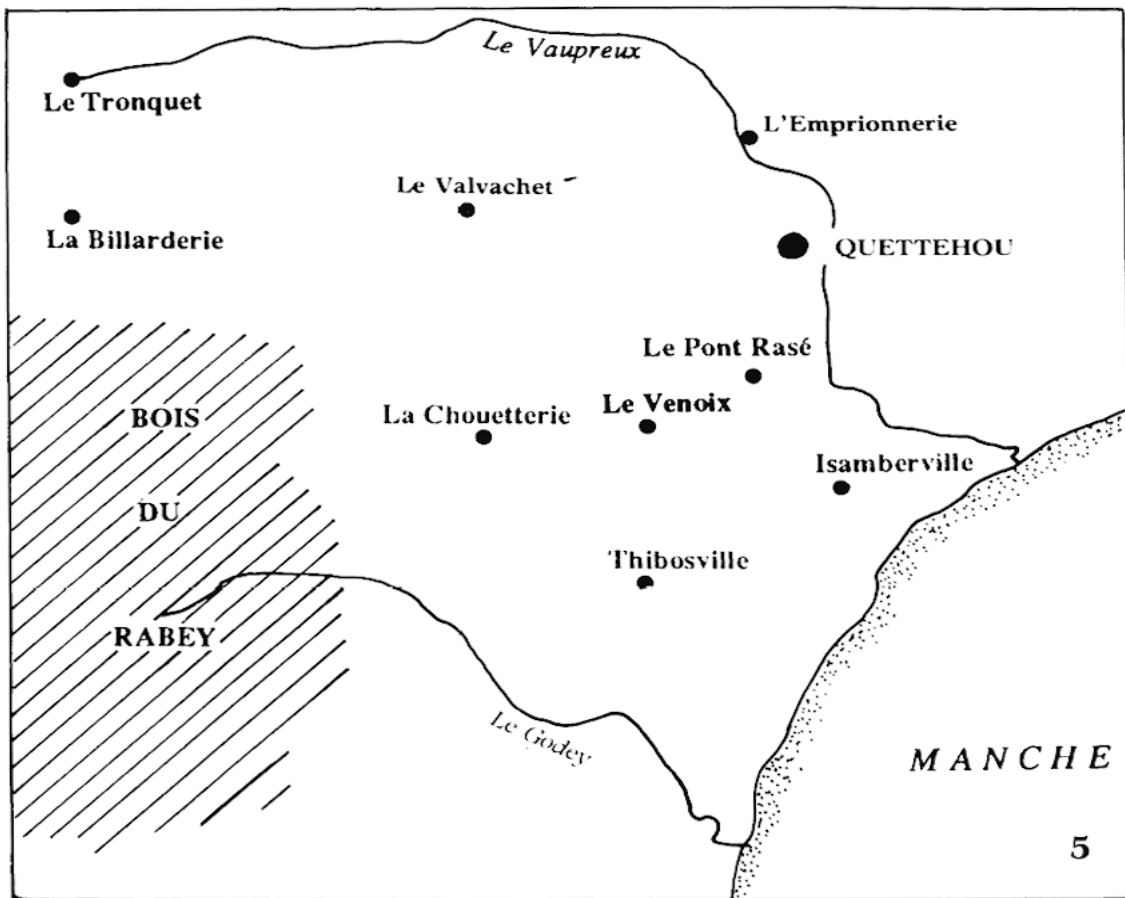 Le Vaupreux
Le Tronquet
L'Emprionnerie
Le Valvachet
La Billarderie
QUETTEHOU
Le Pont Rasé
Le Venoix
La Chouetterie
BOIS
DU
RABEY
Isamberville
Thibosville
Le Godey
MANCHE
5